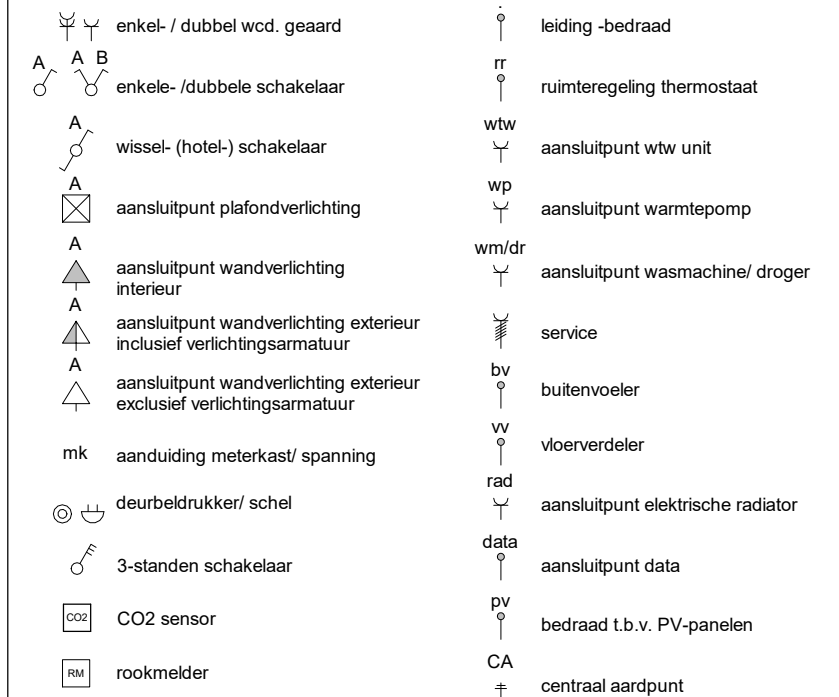 enkel- / dubbel wcd. geaard
A A B
enkele- /dubbele schakelaar
A
wissel- (hotel-) schakelaar
A
aansluitpunt plafondverlichting
A
aansluitpunt wandverlichting
interieur
A
aansluitpunt wandverlichting exterieur
inclusief verlichtingsarmatuur
A
aansluitpunt wandverlichting exterieur
exclusief verlichtingsarmatuur
mk aanduiding meterkast/ spanning
deurbeldrukker/ schel
3-standen schakelaar
CO2 CO2 sensor
RM rookmelder
leiding -bedraad
rr
ruimteregeling thermostaat
wtw
aansluitpunt wtw unit
wp
aansluitpunt warmtepomp
wm/dr
aansluitpunt wasmachine/ droger
service
bv
buitenvoeler
vv
vloerverdeler
rad
aansluitpunt elektrische radiator
data
aansluitpunt data
pv
bedraad t.b.v. PV-panelen
CA
centraal aardpunt